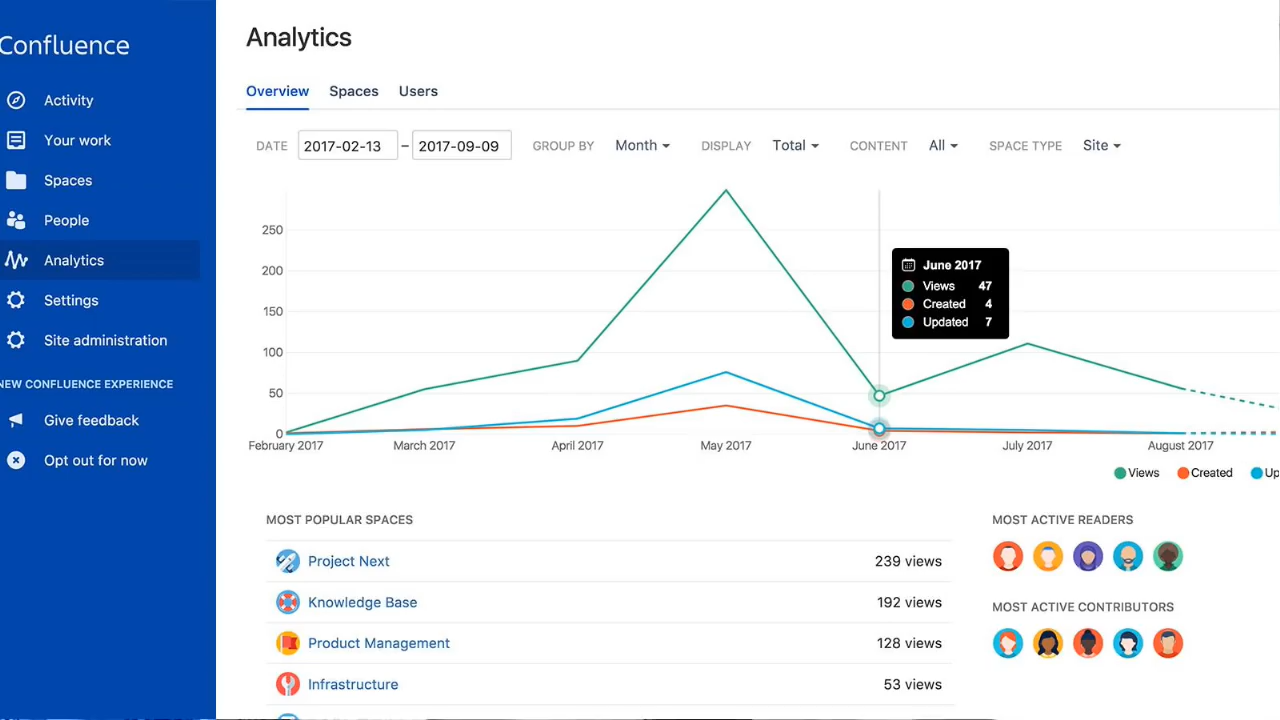 Confluence
Activity
Your work
Spaces
People
Analytics
Settings
Site administration
NEW CONFLUENCE EXPERIENCE
Give feedback
Opt out for now
Analytics
Overview Spaces Users
DATE 2017-02-13 – 2017-09-09 GROUP BY Month DISPLAY Total CONTENT All SPACE TYPE Site
250
200
150
100
50
0
June 2017
Views 47
Created 4
Updated 7
February 2017 March 2017 April 2017 May 2017 June 2017 July 2017 August 2017
Views Created Up
MOST POPULAR SPACES
Project Next 239 views
Knowledge Base 192 views
Product Management 128 views
Infrastructure 53 views
MOST ACTIVE READERS
MOST ACTIVE CONTRIBUTORS